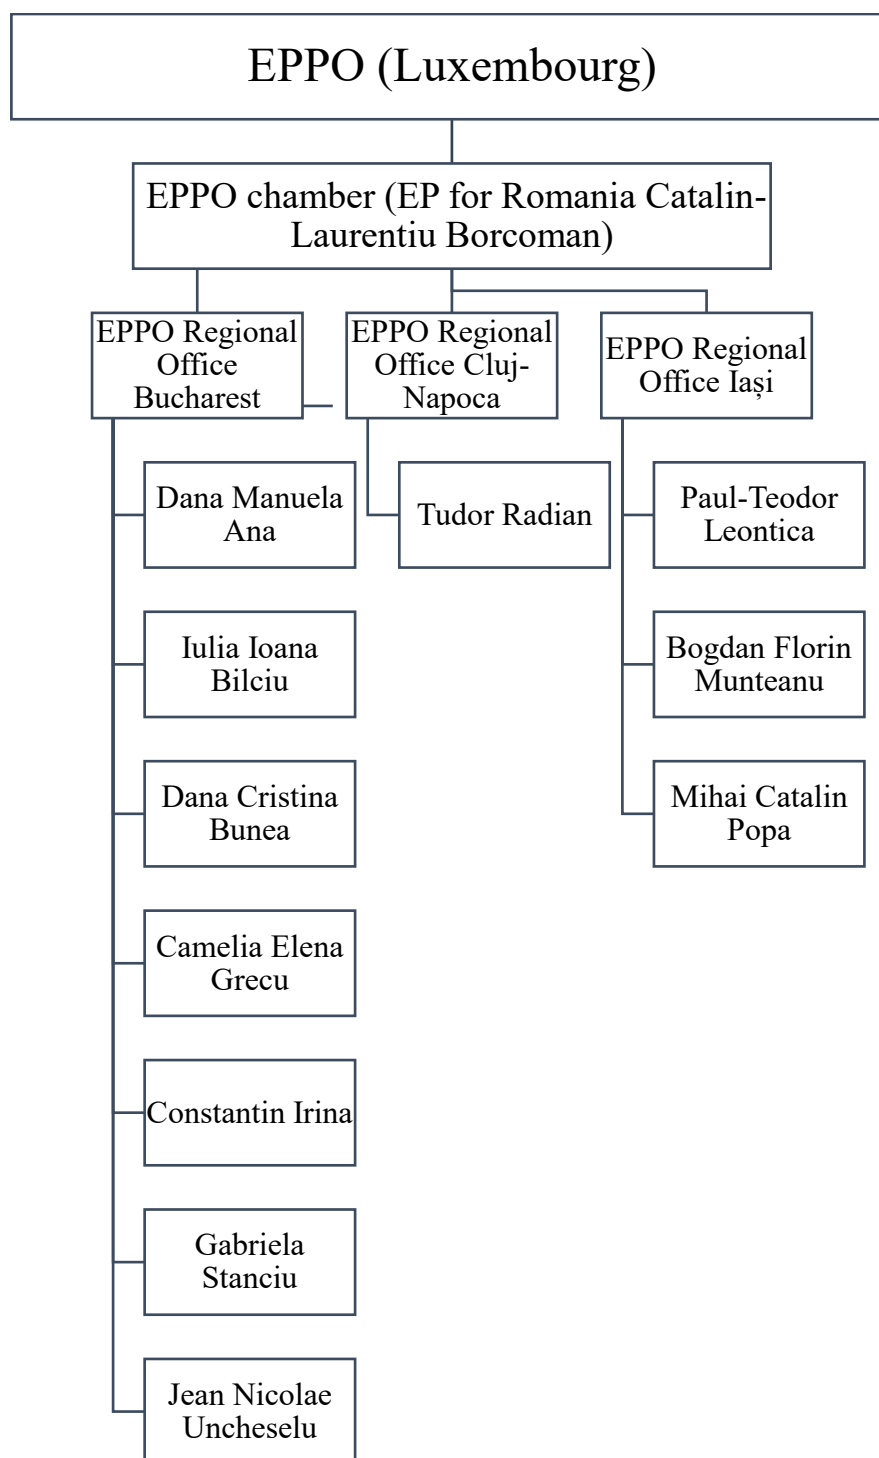 EPPO (Luxembourg)
EPPO chamber (EP for Romania Catalin-
Laurentiu Borcoman)
EPPO Regional
Office
Bucharest
Dana Manuela
Ana
Iulia Ioana
Bilciu
Dana Cristina
Bunea
Camelia Elena
Grecu
Constantin Irina
Gabriela
Stanciu
Jean Nicolae
Uncheselu
EPPO Regional
Office Cluj-
Napoca
Tudor Radian
EPPO Regional
Office Iași
Paul-Teodor
Leontica
Bogdan Florin
Munteanu
Mihai Catalin
Popa